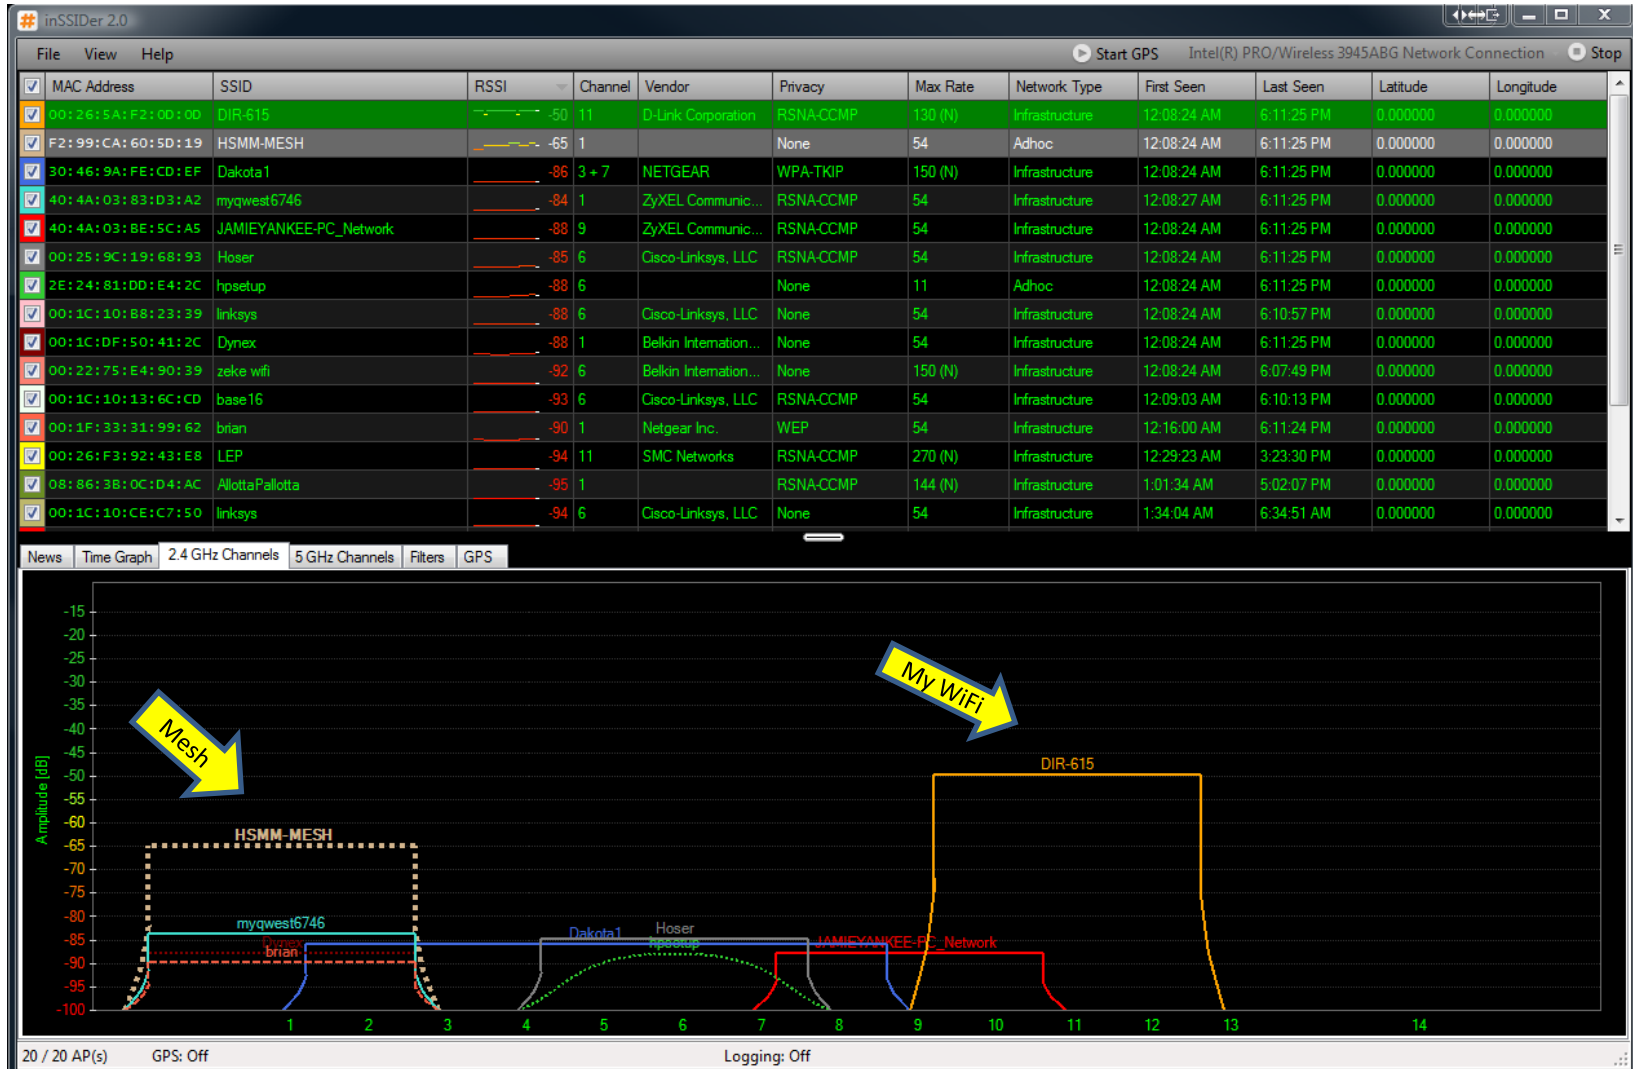 inSSIDer 2.0
File View Help Start GPS Intel(R) PRO/Wireless 3945ABG Network Connection Stop
MAC Address SSID RSSI Channel Vendor Privacy Max Rate Network Type First Seen Last Seen Latitude Longitude
00:26:5A:F2:0D:0D DIR-615 -50 11 D-Link Corporation RSNA-CCMP 130 (N) Infrastructure 12:08:24 AM 6:11:25 PM 0.000000 0.000000
F2:99:CA:60:5D:19 HSMM-MESH -65 1 None 54 Adhoc 12:08:24 AM 6:11:25 PM 0.000000 0.000000
30:46:9A:FE:CD:EF Dakota1 -86 3 + 7 NETGEAR WPA-TKIP 150 (N) Infrastructure 12:08:24 AM 6:11:25 PM 0.000000 0.000000
40:4A:03:83:D3:A2 myqwest6746 -84 1 ZyXEL Communic... RSNA-CCMP 54 Infrastructure 12:08:27 AM 6:11:25 PM 0.000000 0.000000
40:4A:03:BE:5C:A5 JAMIEYANKEE-PC_Network -88 9 ZyXEL Communic... RSNA-CCMP 54 Infrastructure 12:08:24 AM 6:11:25 PM 0.000000 0.000000
00:25:9C:19:68:93 Hoser -85 6 Cisco-Linksys, LLC RSNA-CCMP 54 Infrastructure 12:08:24 AM 6:11:25 PM 0.000000 0.000000
2E:24:81:DD:E4:2C hpsetup -88 6 None 11 Adhoc 12:08:24 AM 6:11:25 PM 0.000000 0.000000
00:1C:10:B8:23:39 linksys -88 6 Cisco-Linksys, LLC None 54 Infrastructure 12:08:24 AM 6:10:57 PM 0.000000 0.000000
00:1C:DF:50:41:2C Dynex -88 1 Belkin Internation... None 54 Infrastructure 12:08:24 AM 6:11:25 PM 0.000000 0.000000
00:22:75:E4:90:39 zeke wifi -92 6 Belkin Internation... None 150 (N) Infrastructure 12:08:24 AM 6:07:49 PM 0.000000 0.000000
00:1C:10:13:6C:CD base16 -93 6 Cisco-Linksys, LLC RSNA-CCMP 54 Infrastructure 12:09:03 AM 6:10:13 PM 0.000000 0.000000
00:1F:33:31:99:62 brian -90 1 Netgear Inc. WEP 54 Infrastructure 12:16:00 AM 6:11:24 PM 0.000000 0.000000
00:26:F3:92:43:E8 LEP -94 11 SMC Networks RSNA-CCMP 270 (N) Infrastructure 12:29:23 AM 3:23:30 PM 0.000000 0.000000
08:86:3B:0C:D4:AC AllottaPallotta -95 1 RSNA-CCMP 144 (N) Infrastructure 1:01:34 AM 5:02:07 PM 0.000000 0.000000
00:1C:10:CE:C7:50 linksys -94 6 Cisco-Linksys, LLC None 54 Infrastructure 1:34:04 AM 6:34:51 AM 0.000000 0.000000
News Time Graph 2.4 GHz Channels 5 GHz Channels Filters GPS
-15
-20
-25
-30
-35
-40
-45
-50
-55
-60
-65
-70
-75
-80
-85
-90
-95
-100
Amplitude [dB]
Mesh
My WiFi
DIR-615
HSMM-MESH
myqwest6746
Dynex
brian
Dakota1
Hoser
hpsetup
JAMIEYANKEE-PC_Network
1 2 3 4 5 6 7 8 9 10 11 12 13 14
20 / 20 AP(s) GPS: Off Logging: Off